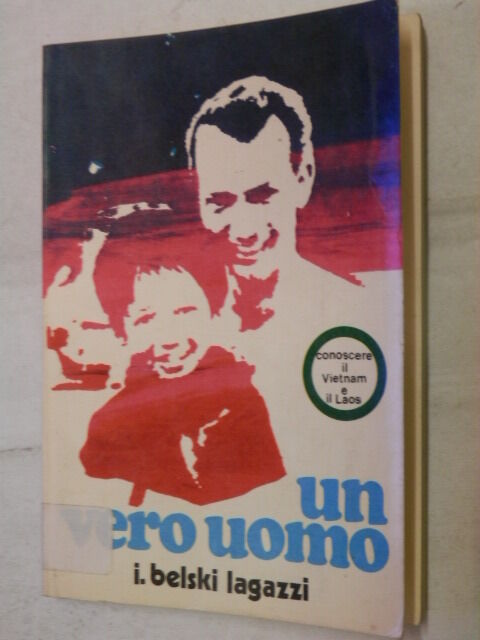 conoscere
il
Vietnam
e
il Laos
un
vero uomo
i. belski lagazzi